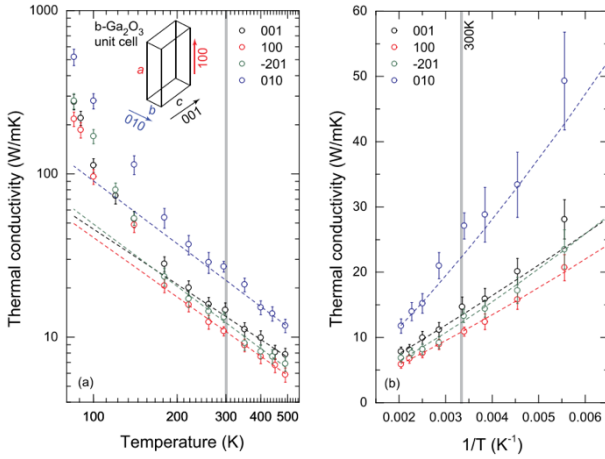 1000
100
10
Thermal conductivity (W/mK)
b-Ga2O3
unit cell
a
b
c
100
010
001
001
100
-201
010
(a)
100
200
300
400
500
Temperature (K)
60
50
40
30
20
10
0
Thermal conductivity (W/mK)
300K
001
100
-201
010
(b)
0.002
0.003
0.004
0.005
0.006
1/T (K⁻¹)